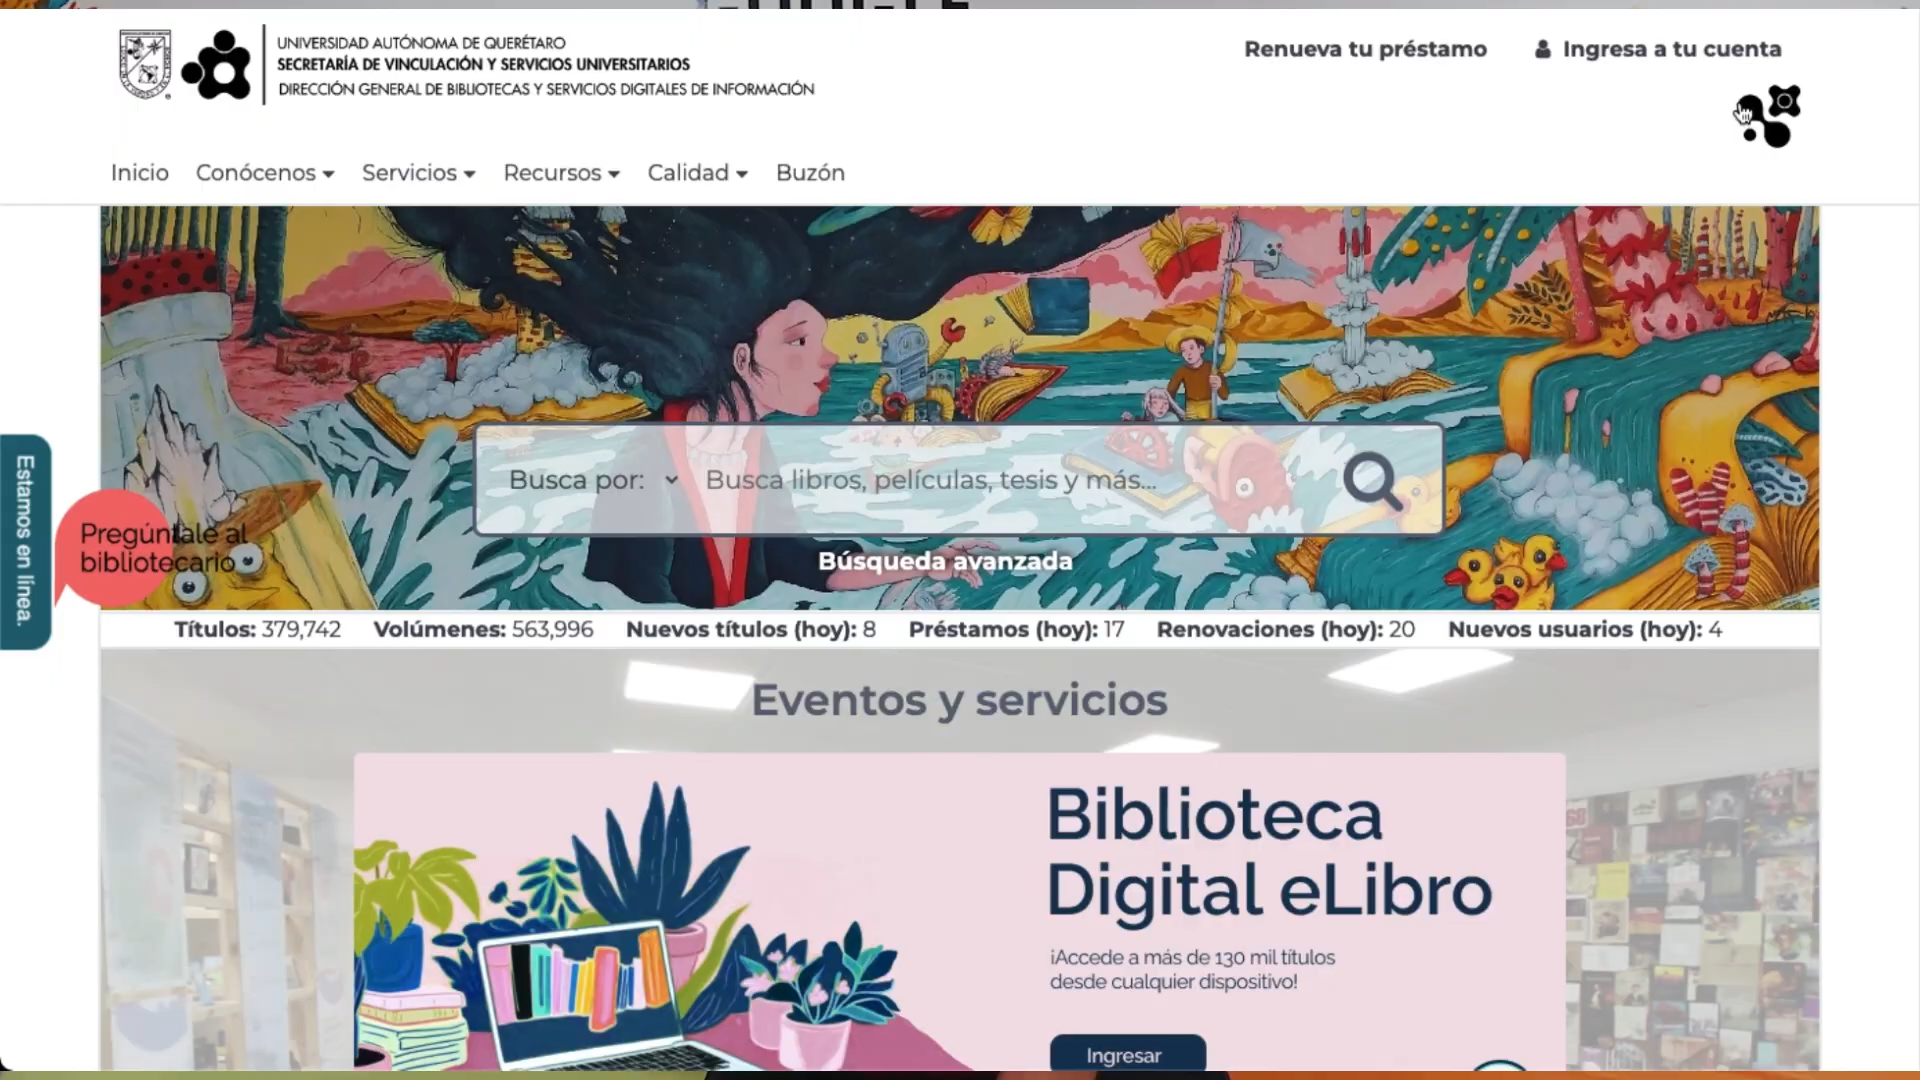 UNIVERSIDAD AUTÓNOMA DE QUERÉTARO
SECRETARÍA DE VINCULACIÓN Y SERVICIOS UNIVERSITARIOS
DIRECCIÓN GENERAL DE BIBLIOTECAS Y SERVICIOS DIGITALES DE INFORMACIÓN
Renueva tu préstamo
Ingresa a tu cuenta
Inicio Conócenos Servicios Recursos Calidad Buzón
Busca por: Busca libros, películas, tesis y más...
Búsqueda avanzada
Estamos en línea.
Pregúntale al
bibliotecario
Títulos: 379,742 Volúmenes: 563,996 Nuevos títulos (hoy): 8 Préstamos (hoy): 17 Renovaciones (hoy): 20 Nuevos usuarios (hoy): 4
Eventos y servicios
Biblioteca
Digital eLibro
¡Accede a más de 130 mil títulos
desde cualquier dispositivo!
Ingresar